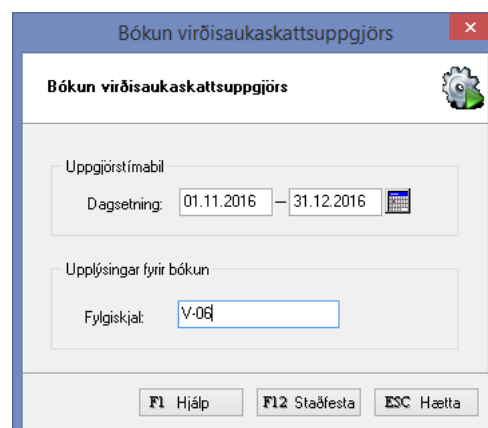 Bókun virðisaukaskattsuppgjörs
Bókun virðisaukaskattsuppgjörs
Uppgjörstímabil
Dagsetning: 01.11.2016 – 31.12.2016
Upplýsingar fyrir bókun
Fylgiskjal: V-06
F1 Hjálp F12 Staðfesta ESC Hætta